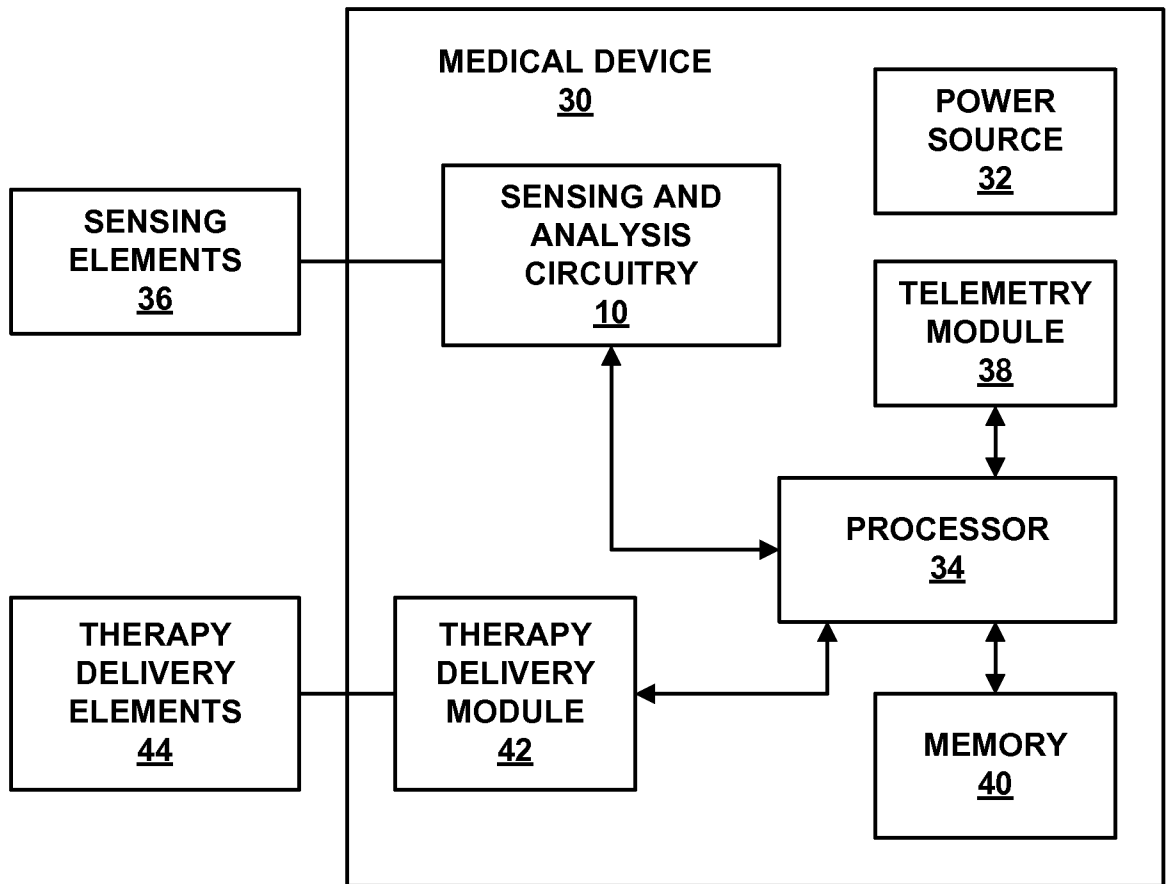 MEDICAL DEVICE
30
POWER
SOURCE
32
SENSING
ELEMENTS
36
SENSING AND
ANALYSIS
CIRCUITRY
10
TELEMETRY
MODULE
38
PROCESSOR
34
THERAPY
DELIVERY
ELEMENTS
44
THERAPY
DELIVERY
MODULE
42
MEMORY
40